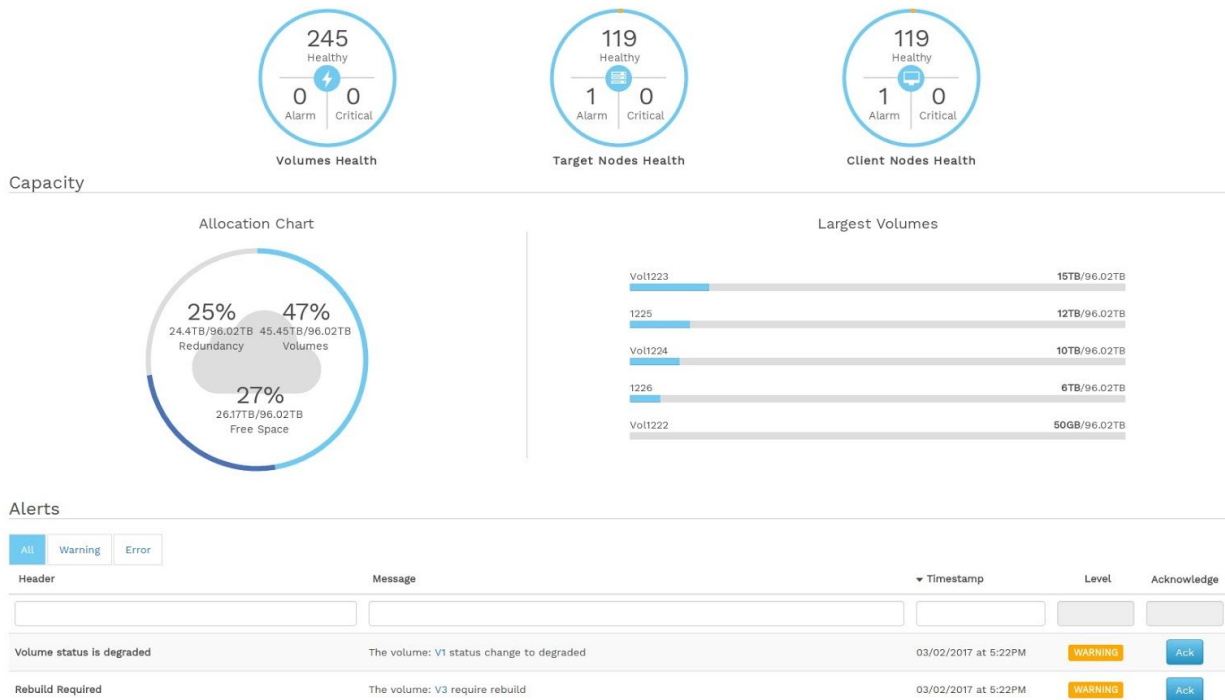 245
Healthy
0 0
Alarm Critical
Volumes Health
119
Healthy
1 0
Alarm Critical
Target Nodes Health
119
Healthy
1 0
Alarm Critical
Client Nodes Health
Capacity
Allocation Chart
25% 47%
24.4TB/96.02TB 45.45TB/96.02TB
Redundancy Volumes
27%
26.17TB/96.02TB
Free Space
Largest Volumes
Vol1223 15TB/96.02TB
1225 12TB/96.02TB
Vol1224 10TB/96.02TB
1226 6TB/96.02TB
Vol1222 50GB/96.02TB
Alerts
All Warning Error
Header Message Timestamp Level Acknowledge
Volume status is degraded The volume: V1 status change to degraded 03/02/2017 at 5:22PM WARNING Ack
Rebuild Required The volume: V3 require rebuild 03/02/2017 at 5:22PM WARNING Ack